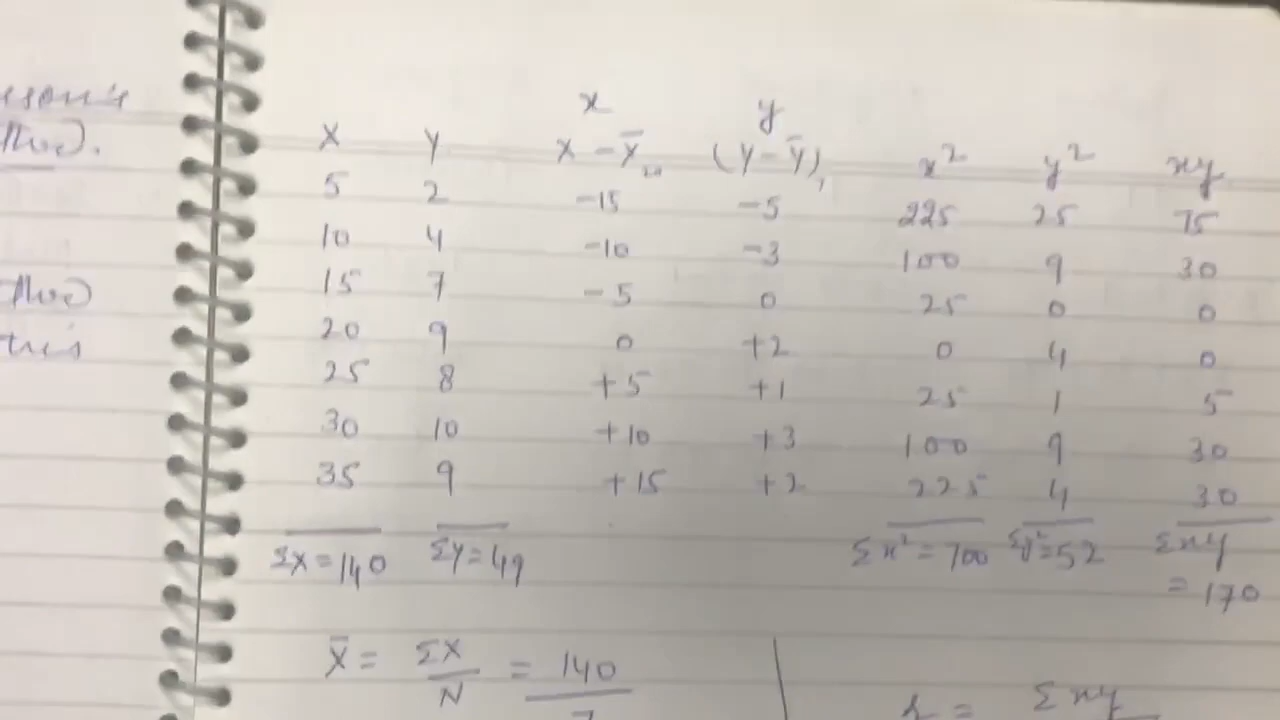 x y
X Y X - X̄ (Y - Ȳ) x² y² xy
5 2 -15 -5 225 25 75
10 4 -10 -3 100 9 30
15 7 -5 0 25 0 0
20 9 0 +2 0 4 0
25 8 +5 +1 25 1 5
30 10 +10 +3 100 9 30
35 9 +15 +2 225 4 30
ΣX = 140 Σy = 49 Σx² = 700 Σy² = 52 Σxy
= 170
X̄ = ΣX / N = 140 / 7
r = Σxy